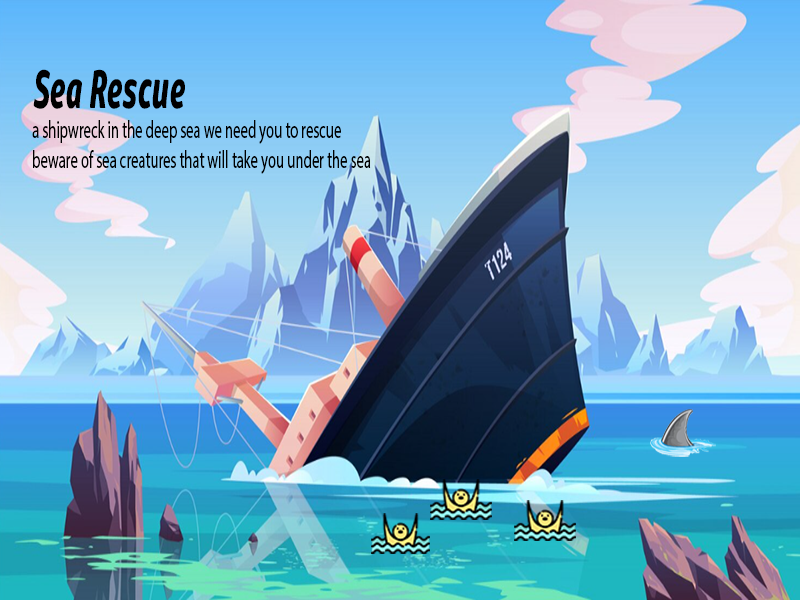 Sea Rescue
a shipwreck in the deep sea we need you to rescue
beware of sea creatures that will take you under the sea
T124